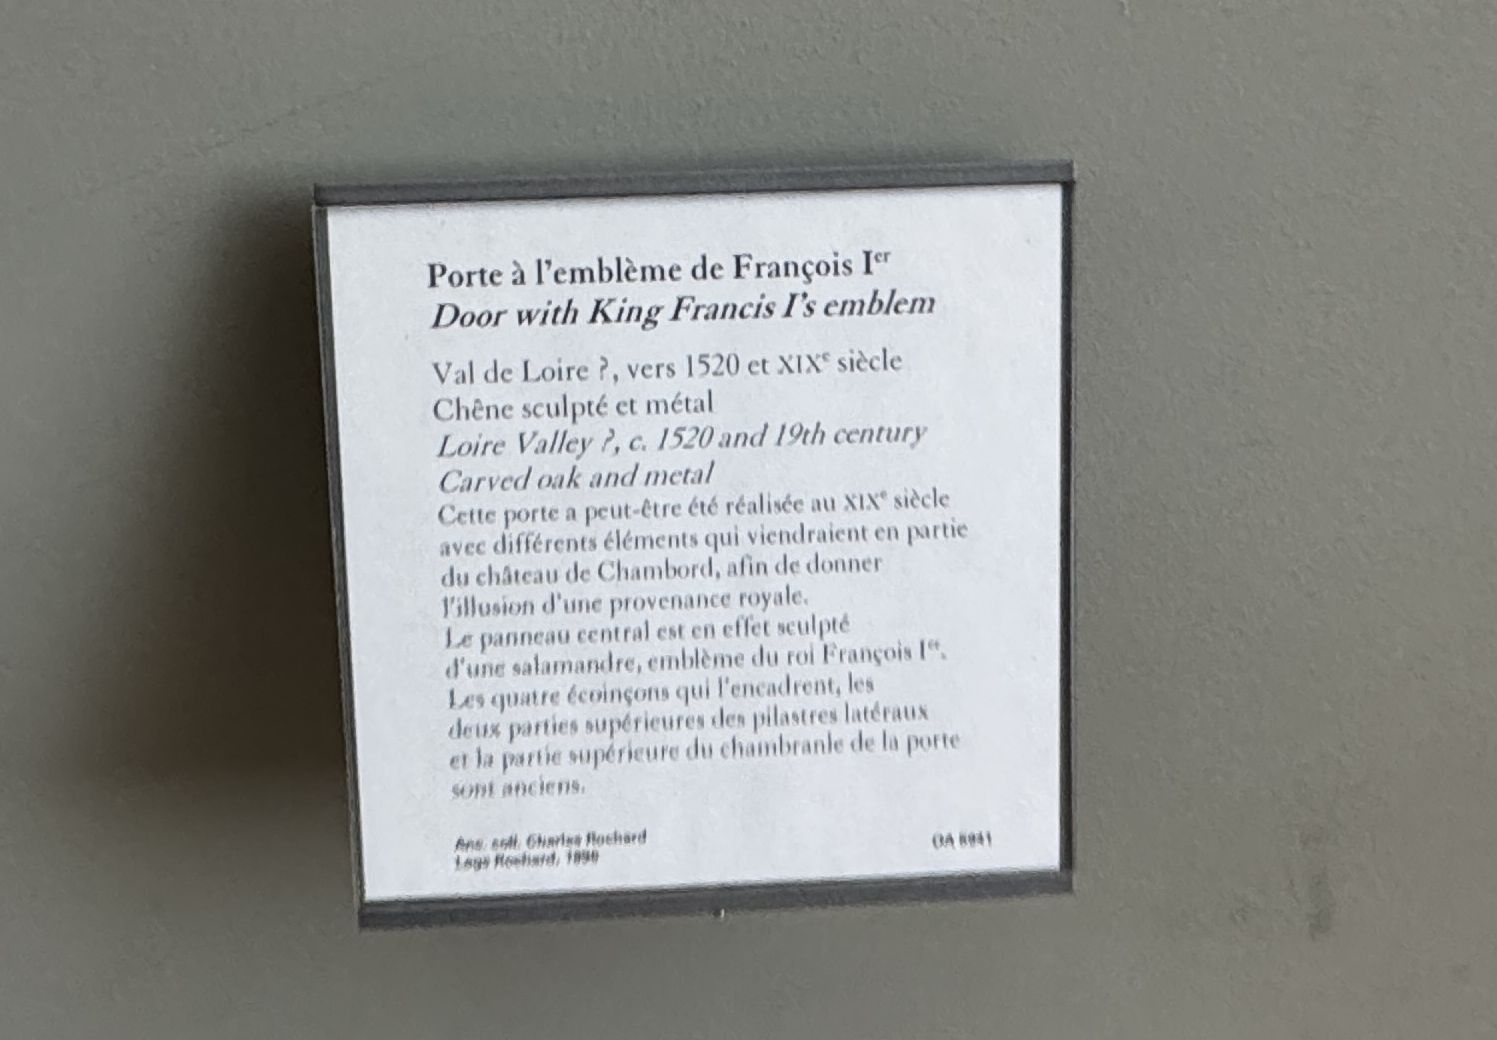 Porte à l'emblème de François Ier
Door with King Francis I's emblem
Val de Loire ?, vers 1520 et XIXe siècle
Chêne sculpté et métal
Loire Valley ?, c. 1520 and 19th century
Carved oak and metal
Cette porte a peut-être été réalisée au XIXe siècle
avec différents éléments qui viendraient en partie
du château de Chambord, afin de donner
l'illusion d'une provenance royale.
Le panneau central est en effet sculpté
d'une salamandre, emblème du roi François Ier.
Les quatre écoinçons qui l'encadrent, les
deux parties supérieures des pilastres latéraux
et la partie supérieure du chambranle de la porte
sont anciens.
Anc. coll. Charles
Legs
OA